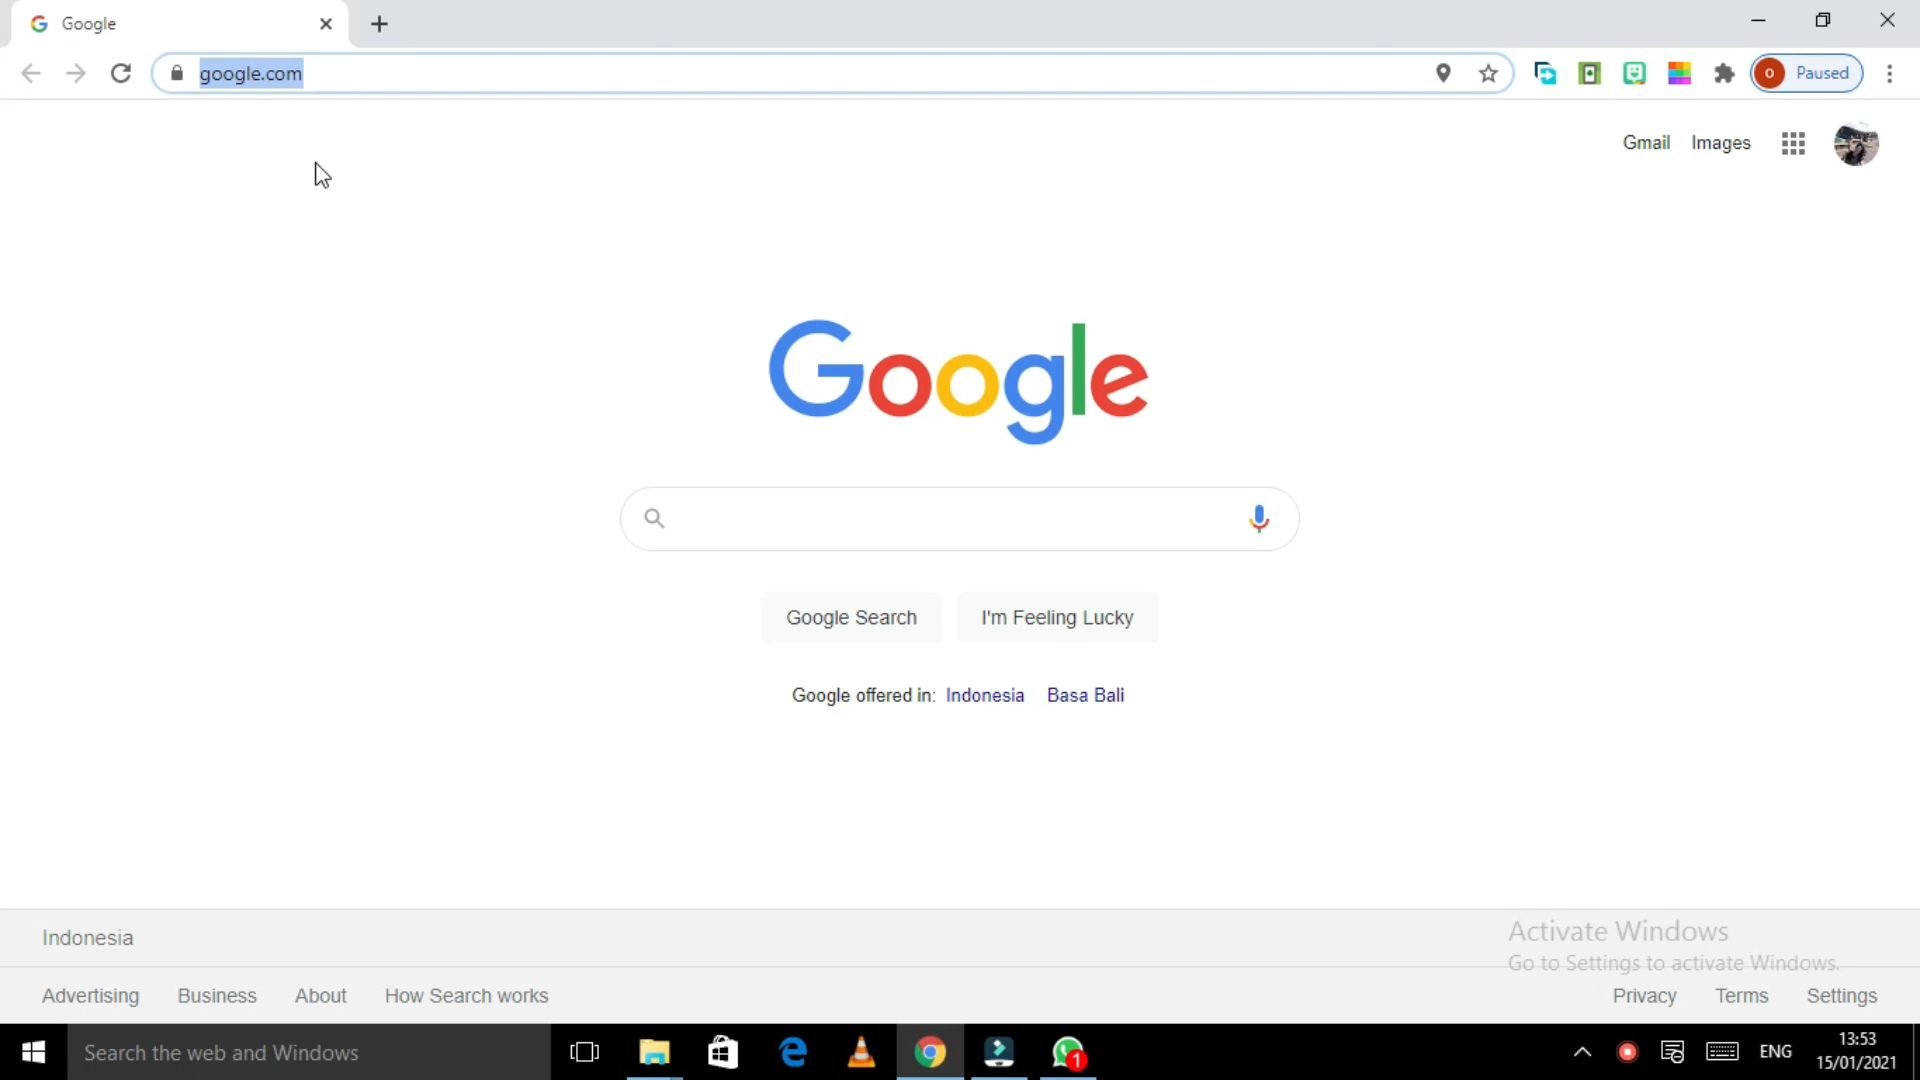 Google
google.com
Paused
Gmail Images
Google
Google Search I'm Feeling Lucky
Google offered in: Indonesia Basa Bali
Indonesia
Activate Windows
Go to Settings to activate Windows.
Advertising Business About How Search works Privacy Terms Settings
Search the web and Windows
1
ENG
13:53
15/01/2021